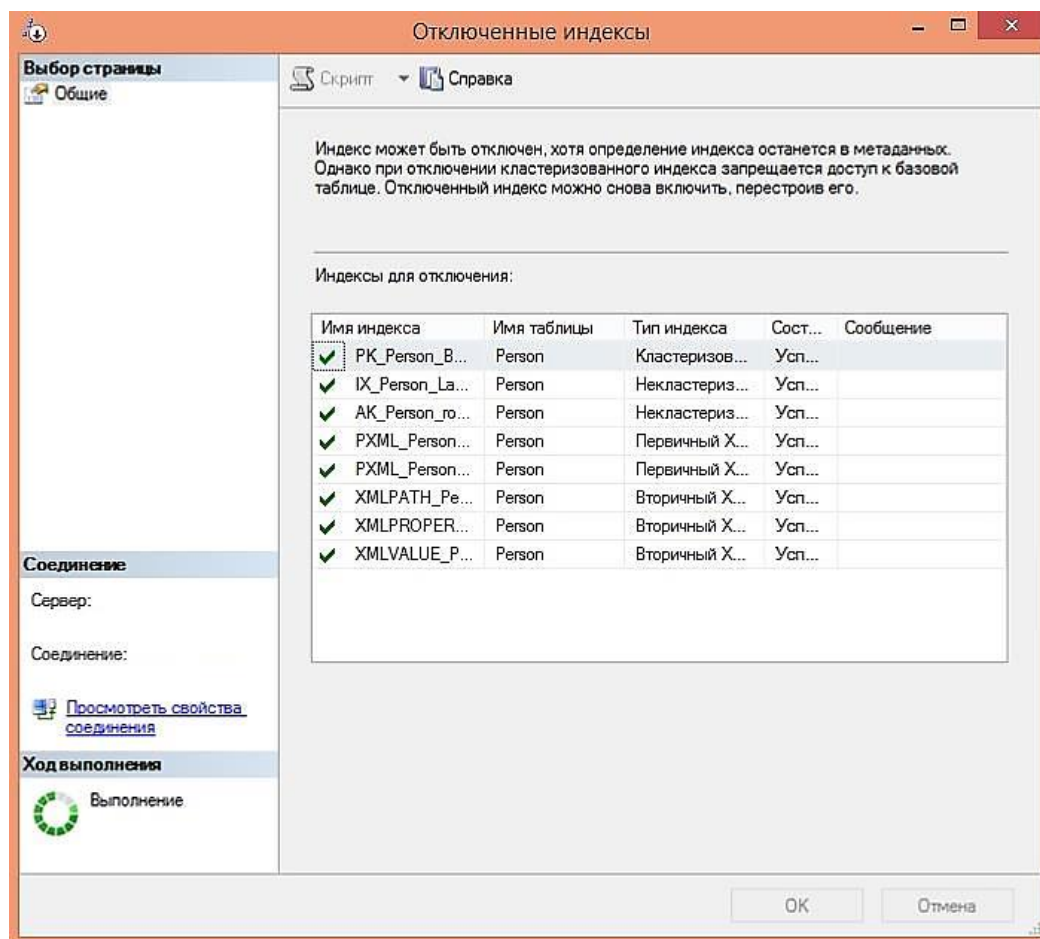 Отключенные индексы
Выбор страницы
Общие
Скрипт
Справка
Индекс может быть отключен, хотя определение индекса останется в метаданных.
Однако при отключении кластеризованного индекса запрещается доступ к базовой
таблице. Отключенный индекс можно снова включить, перестроив его.
Индексы для отключения:
Имя индекса Имя таблицы Тип индекса Сост... Сообщение
PK_Person_B... Person Кластеризов... Усп...
IX_Person_La... Person Некластериз... Усп...
AK_Person_ro... Person Некластериз... Усп...
PXML_Person... Person Первичный X... Усп...
PXML_Person... Person Первичный X... Усп...
XMLPATH_Pe... Person Вторичный X... Усп...
XMLPROPER... Person Вторичный X... Усп...
XMLVALUE_P... Person Вторичный X... Усп...
Соединение
Сервер:
Соединение:
Просмотреть свойства
соединения
Ход выполнения
Выполнение
OK
Отмена